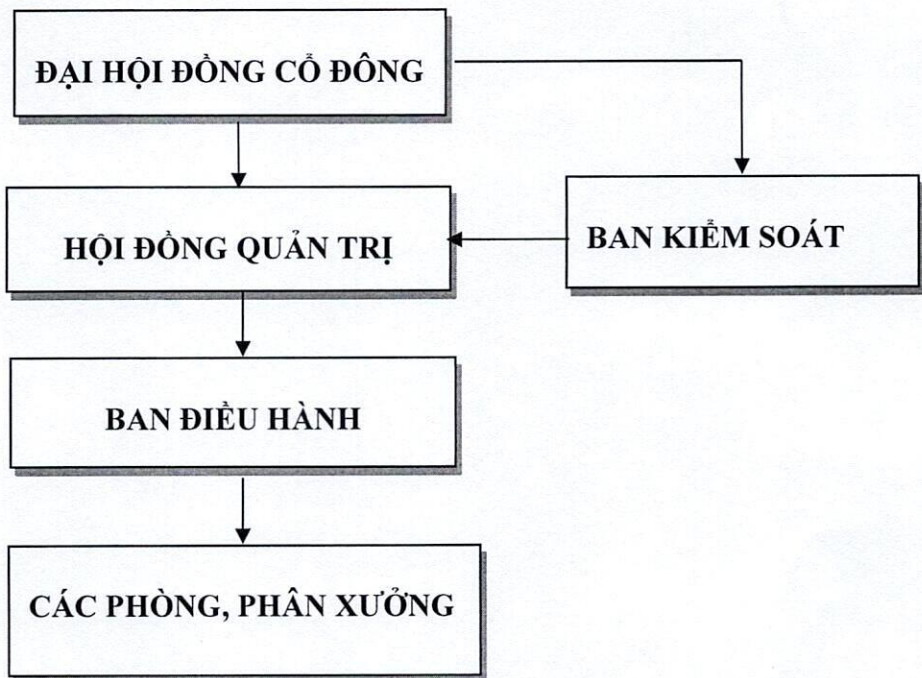 ĐẠI HỘI ĐỒNG CỔ ĐÔNG
HỘI ĐỒNG QUẢN TRỊ
BAN KIỂM SOÁT
BAN ĐIỀU HÀNH
CÁC PHÒNG, PHÂN XƯỞNG